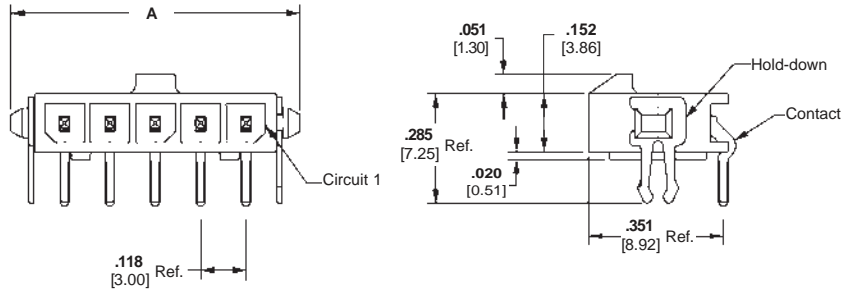 A
.051
[1.30]
.152
[3.86]
Hold-down
Contact
.285
[7.25] Ref.
.020
[0.51]
Circuit 1
.351
[8.92] Ref.
.118
[3.00] Ref.